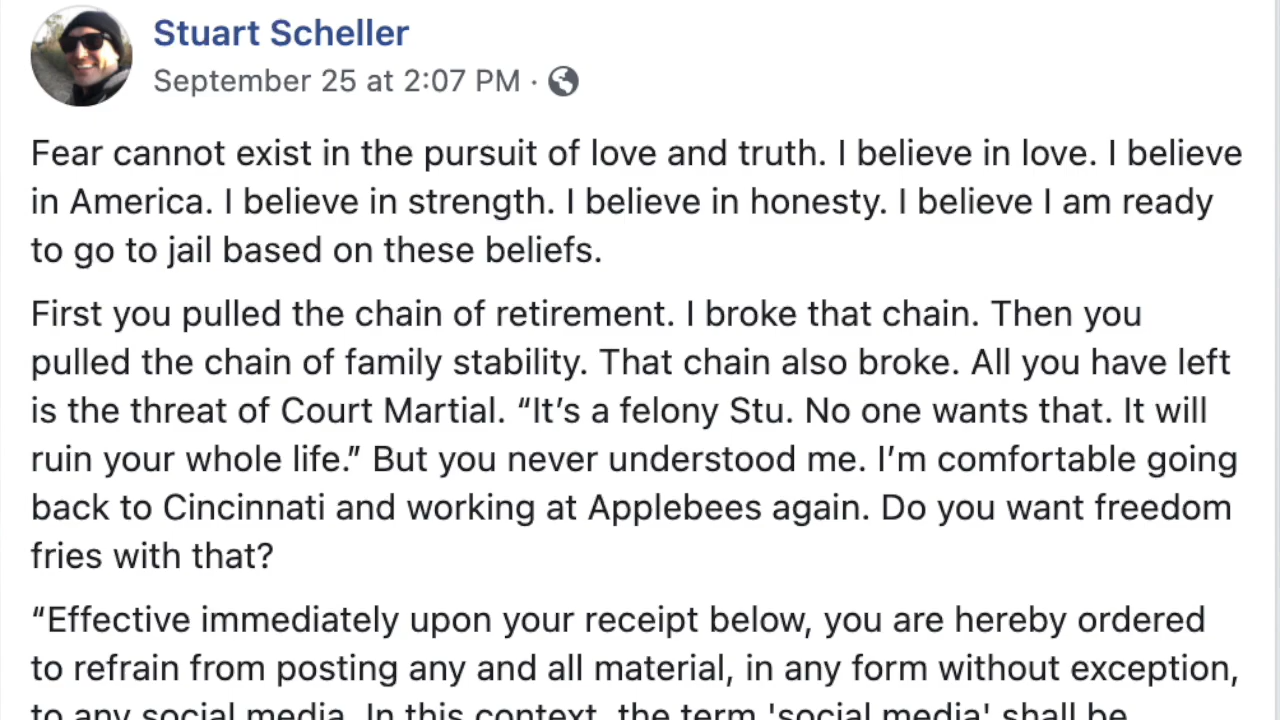 Stuart Scheller
September 25 at 2:07 PM ·
Fear cannot exist in the pursuit of love and truth. I believe in love. I believe
in America. I believe in strength. I believe in honesty. I believe I am ready
to go to jail based on these beliefs.
First you pulled the chain of retirement. I broke that chain. Then you
pulled the chain of family stability. That chain also broke. All you have left
is the threat of Court Martial. “It’s a felony Stu. No one wants that. It will
ruin your whole life.” But you never understood me. I’m comfortable going
back to Cincinnati and working at Applebees again. Do you want freedom
fries with that?
“Effective immediately upon your receipt below, you are hereby ordered
to refrain from posting any and all material, in any form without exception,
to any social media. In this context, the term 'social media' shall be